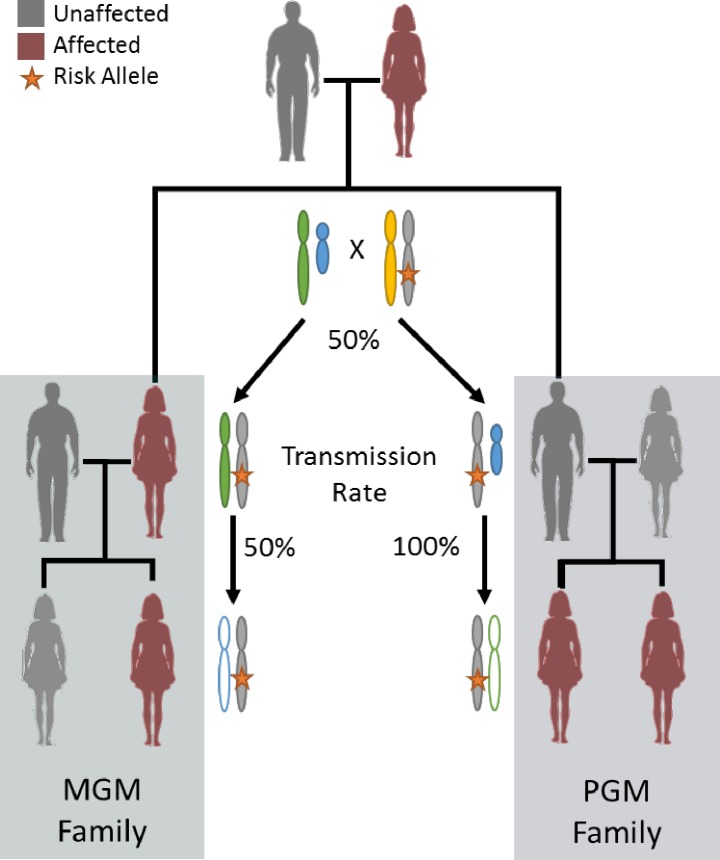 Unaffected
Affected
Risk Allele
X
50%
Transmission
Rate
50%
100%
MGM
Family
PGM
Family